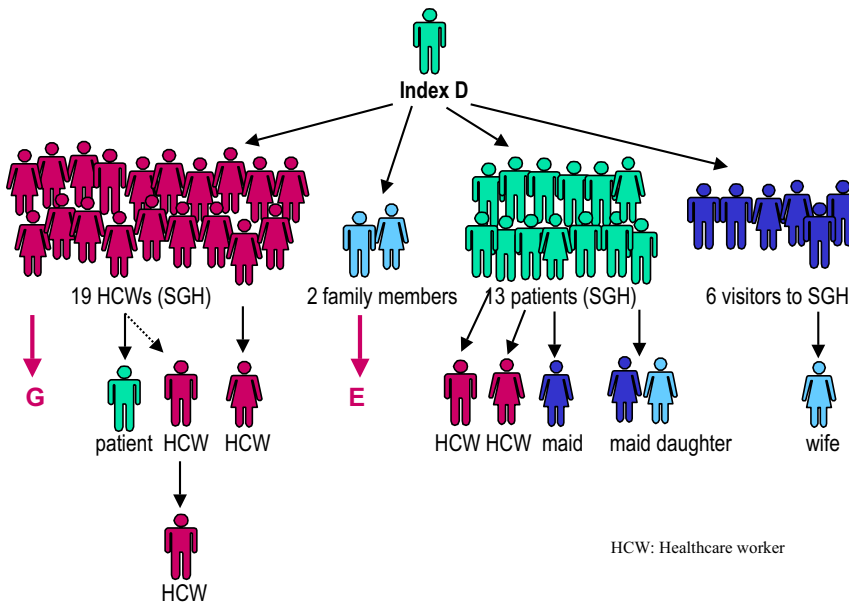 Index D
19 HCWs (SGH)
2 family members
13 patients (SGH)
6 visitors to SGH
G
E
patient
HCW
HCW
HCW
HCW
maid
maid daughter
wife
HCW
HCW: Healthcare worker